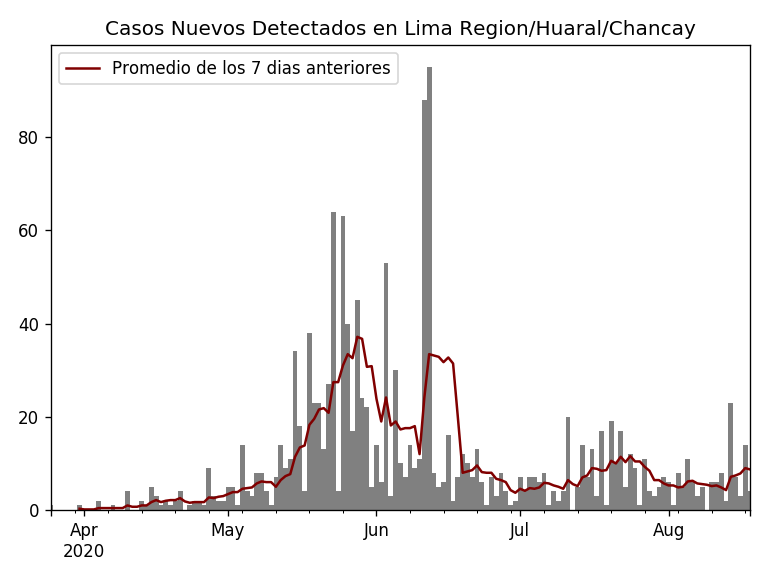 Casos Nuevos Detectados en Lima Region/Huaral/Chancay
Promedio de los 7 dias anteriores
80
60
40
20
0
Apr May Jun Jul Aug
2020